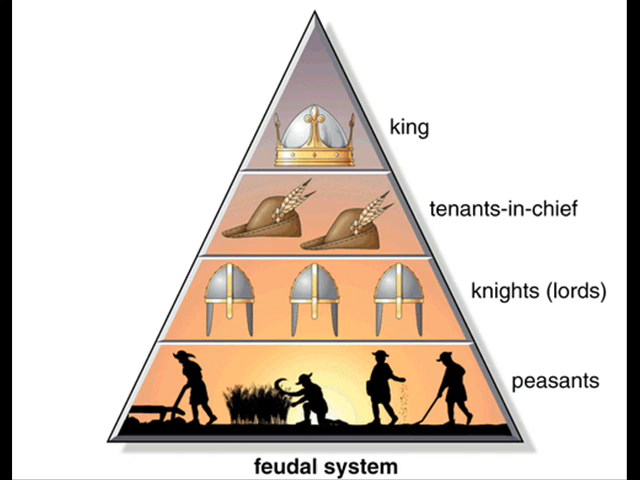 king
tenants-in-chief
knights (lords)
peasants
feudal system